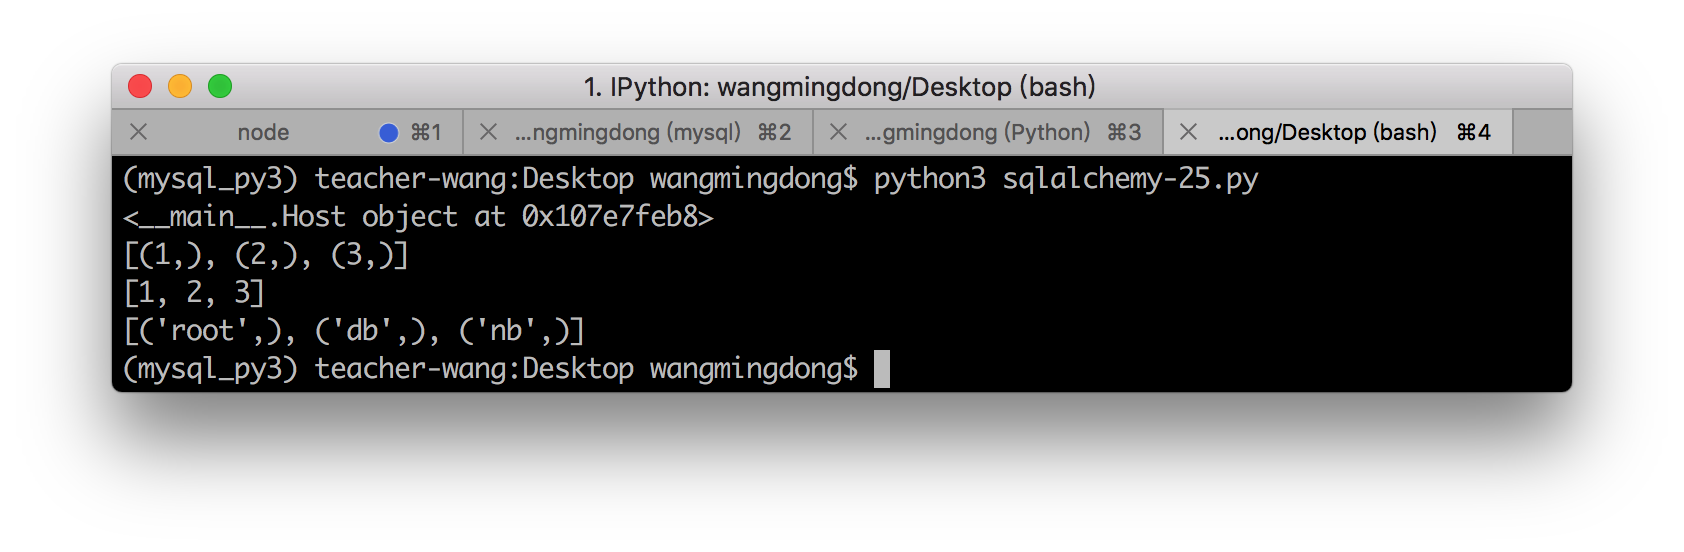 1. IPython: wangmingdong/Desktop (bash)
node ⌘1 ...ngmingdong (mysql) ⌘2 ...gmingdong (Python) ⌘3 ...ong/Desktop (bash) ⌘4
(mysql_py3) teacher-wang:Desktop wangmingdong$ python3 sqlalchemy-25.py
<__main__.Host object at 0x107e7feb8>
[(1,), (2,), (3,)]
[1, 2, 3]
[('root',), ('db',), ('nb',)]
(mysql_py3) teacher-wang:Desktop wangmingdong$